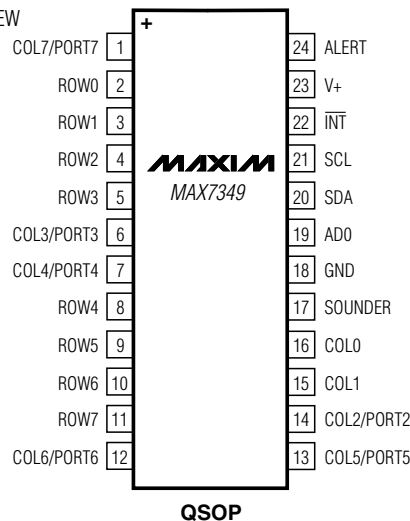 EW
+
COL7/PORT7 1 24 ALERT
ROW0 2 23 V+
ROW1 3 22 INT
ROW2 4 MAXIM 21 SCL
ROW3 5 MAX7349 20 SDA
COL3/PORT3 6 19 AD0
COL4/PORT4 7 18 GND
ROW4 8 17 SOUNDER
ROW5 9 16 COL0
ROW6 10 15 COL1
ROW7 11 14 COL2/PORT2
COL6/PORT6 12 13 COL5/PORT5
QSOP